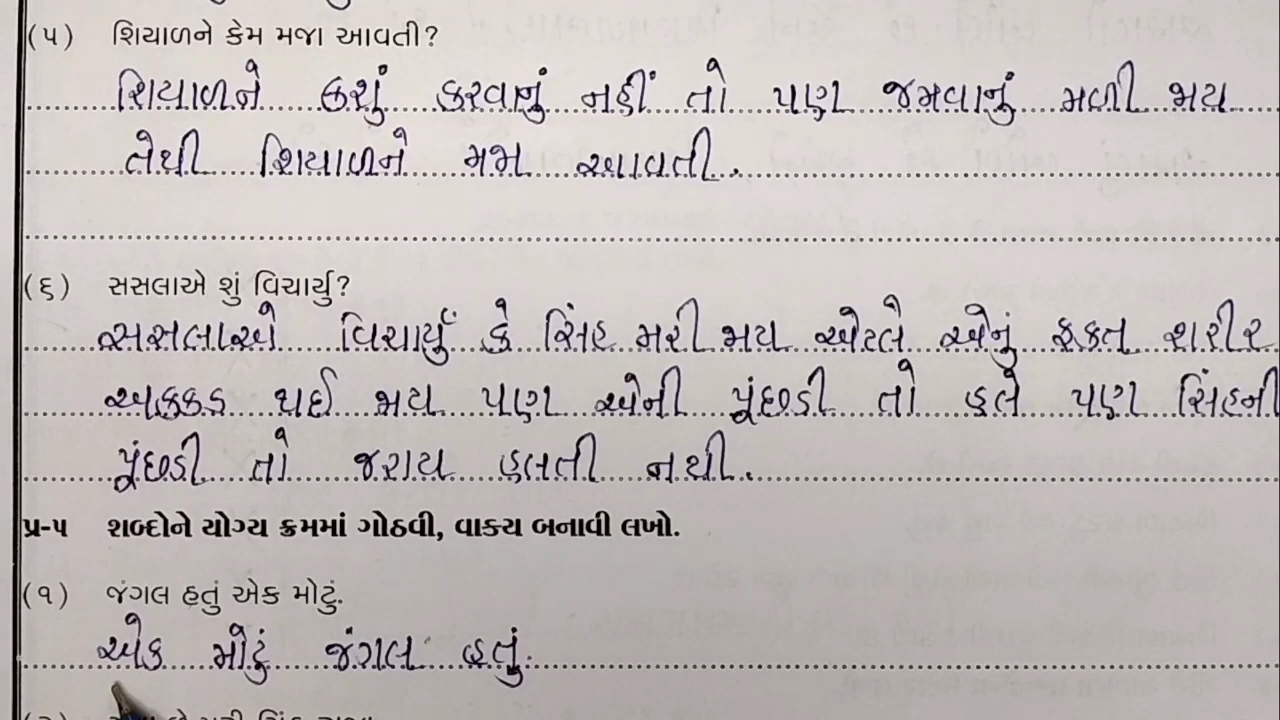 (૫) શિયાળને કેમ મજા આવતી?
શિયાળને કશું કરવાનું નહીં તો પણ જમવાનું મળી જાય
તેથી શિયાળને મજા આવતી.
(૬) સસલાએ શું વિચાર્યું?
સસલાએ વિચાર્યું કે સિંહ મરી જાય એટલે એનું ફક્ત શરીર
અક્કડ થઈ જાય પણ એની પૂંછડી તો હલે પણ સિંહની
પૂંછડી તો જરાય હલતી નથી.
પ્ર-૫ શબ્દોને યોગ્ય ક્રમમાં ગોઠવી, વાક્ય બનાવી લખો.
(૧) જંગલ હતું એક મોટું.
એક મોટું જંગલ હતું.